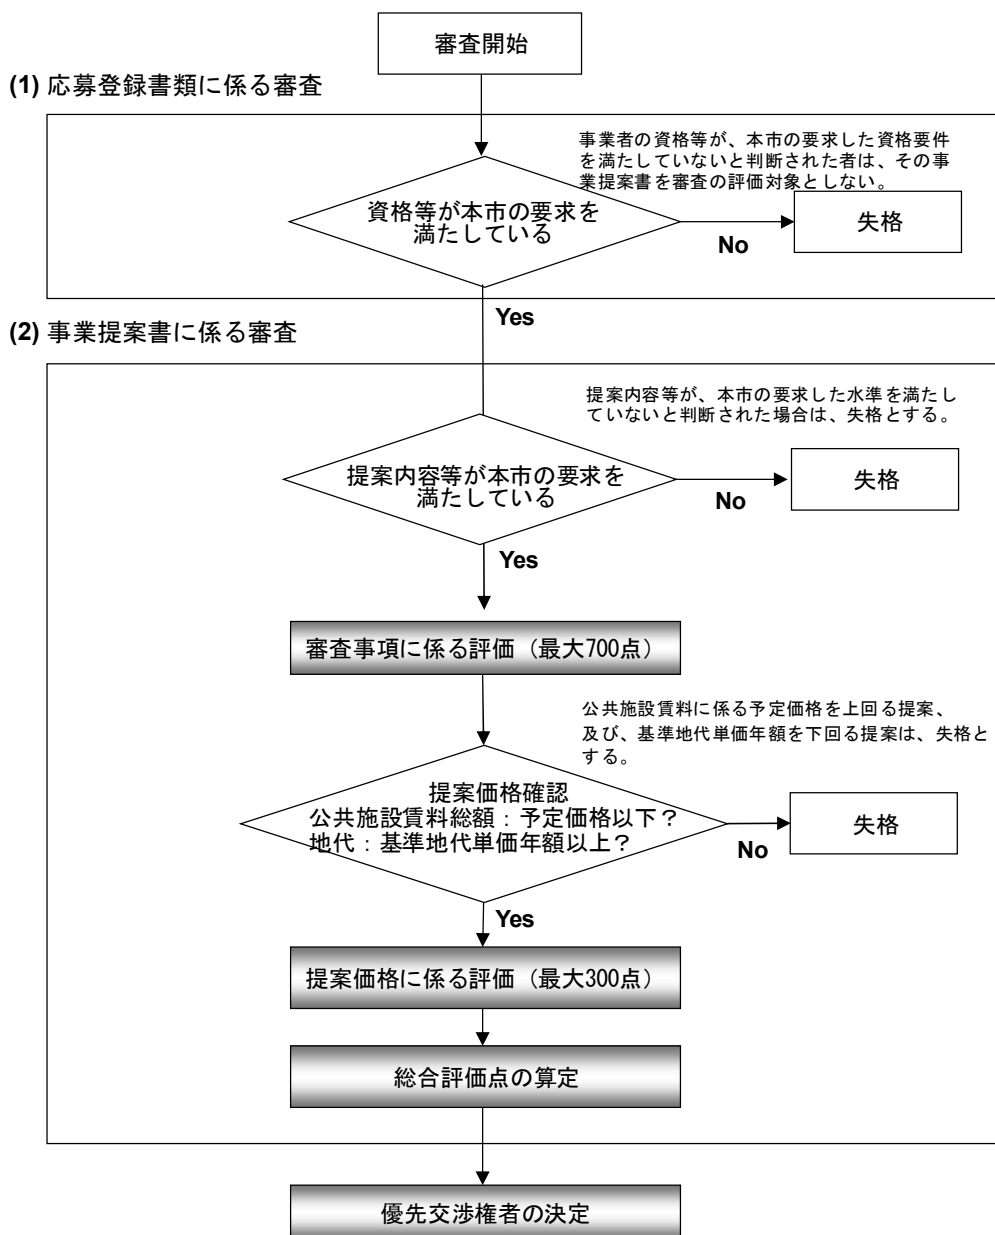 審査開始
(1) 応募登録書類に係る審査
事業者の資格等が、本市の要求した資格要件
を満たしていないと判断された者は、その事
業提案書を審査の評価対象としない。
資格等が本市の要求を
満たしている
No
失格
Yes
(2) 事業提案書に係る審査
提案内容等が、本市の要求した水準を満たし
ていないと判断された場合は、失格とする。
提案内容等が本市の要求を
満たしている
No
失格
Yes
審査事項に係る評価（最大700点）
公共施設賃料に係る予定価格を上回る提案、
及び、基準地代単価年額を下回る提案は、失格と
する。
提案価格確認
公共施設賃料総額：予定価格以下？
地代：基準地代単価年額以上？
No
失格
Yes
提案価格に係る評価（最大300点）
総合評価点の算定
優先交渉権者の決定